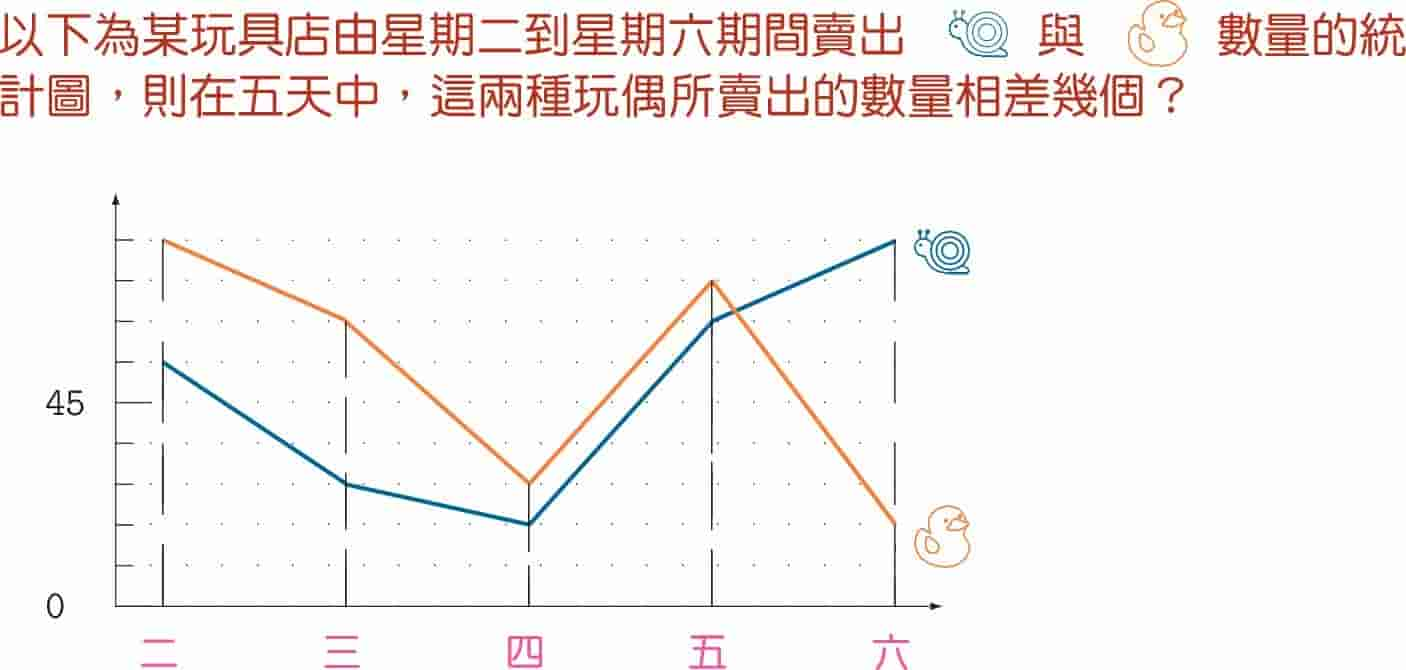 以下為某玩具店由星期二到星期六期間賣出 與 數量的統
計圖，則在五天中，這兩種玩偶所賣出的數量相差幾個？
45
0
二 三 四 五 六